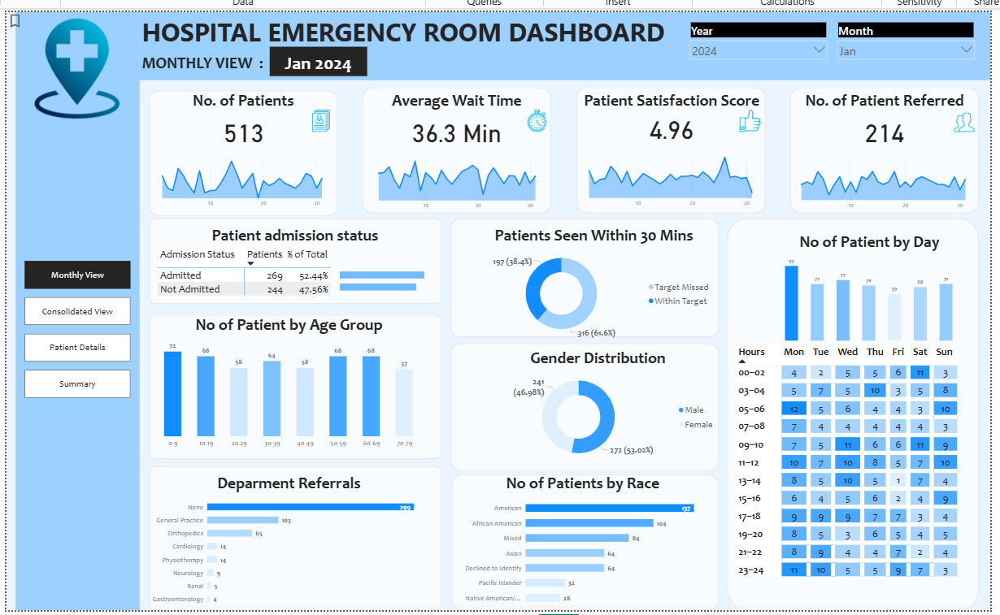 Data Queries Insert Calculations Sensitivity Share
HOSPITAL EMERGENCY ROOM DASHBOARD
MONTHLY VIEW :
Jan 2024
Year
2024
Month
Jan
No. of Patients
513
10 20 30
Average Wait Time
36.3 Min
10 20 30
Patient Satisfaction Score
4.96
10 20 30
No. of Patient Referred
214
10 20 30
Monthly View
Consolidated View
Patient Details
Summary
Patient admission status
Admission Status Patients % of Total
Admitted 269 52.44%
Not Admitted 244 47.56%
Patients Seen Within 30 Mins
197 (38.4%)
316 (61.6%)
Target Missed
Within Target
No of Patient by Age Group
72 68 58 64 58 68 68 57
0-9 10-19 20-29 30-39 40-49 50-59 60-69 70-79
Gender Distribution
241
(46.98%)
272 (53.02%)
Male
Female
Deparment Referrals
None 299
General Practice 103
Orthopedics 65
Cardiology 14
Physiotherapy 14
Neurology 9
Renal 5
Gastroenterology 4
No of Patients by Race
American 137
African American 104
Mixed 84
Asian 64
Declined to Identify 64
Pacific Islander 32
Native American/... 28
No of Patient by Day
95 72 77 70 59 68 72
Hours Mon Tue Wed Thu Fri Sat Sun
00–02 4 2 5 5 6 11 3
03–04 5 7 5 10 3 5 8
05–06 12 5 6 4 4 3 10
07–08 7 4 4 4 4 4 3
09–10 7 5 11 6 6 11 9
11–12 10 7 10 8 5 7 10
13–14 8 5 10 5 1 7 4
15–16 6 4 5 6 2 4 9
17–18 9 9 9 7 7 3 4
19–20 8 5 3 6 5 4 5
21–22 8 9 4 4 7 2 4
23–24 11 10 5 5 9 7 3